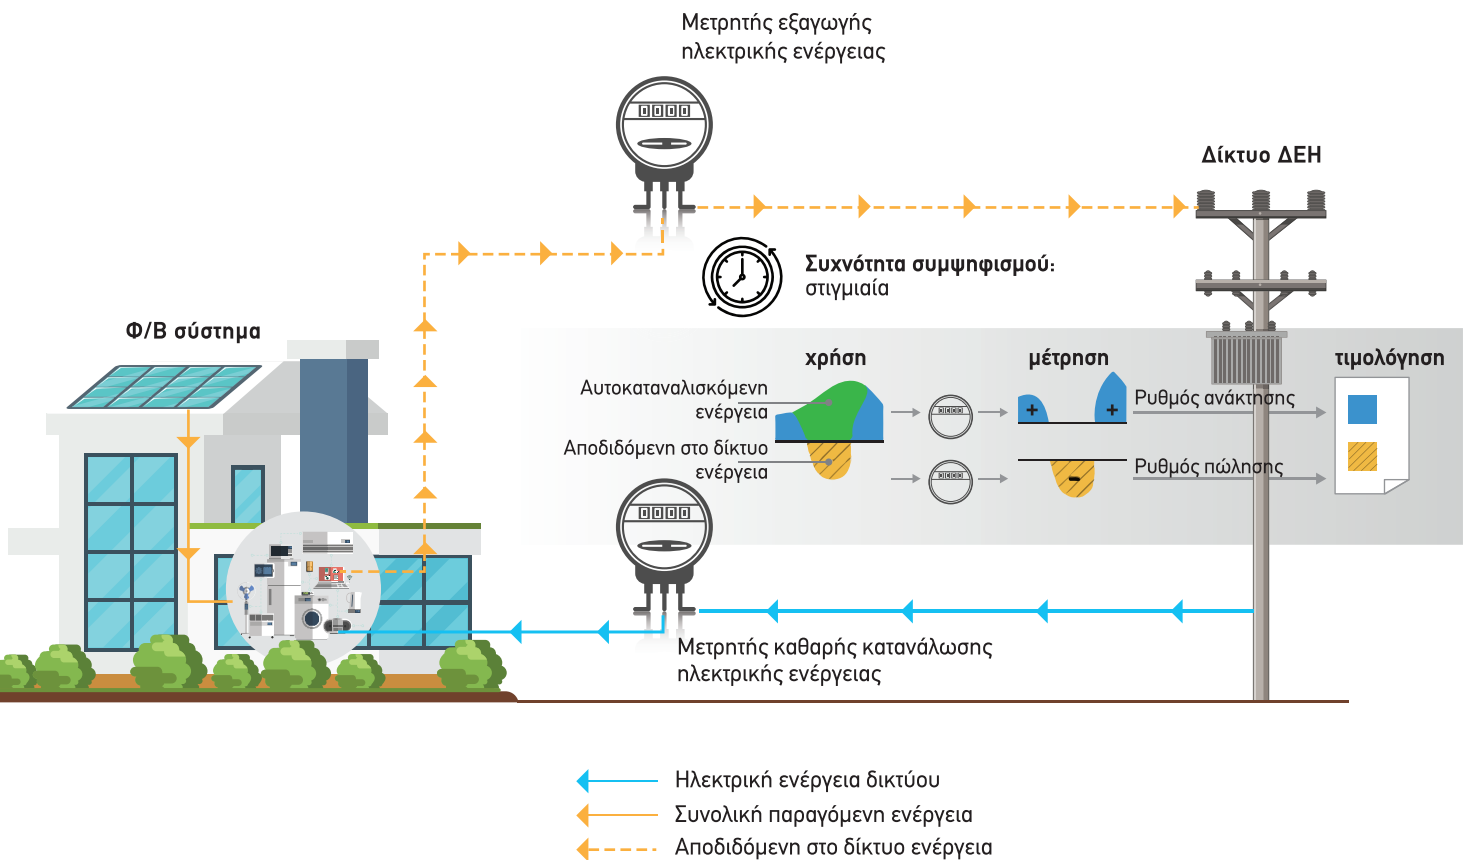 Μετρητής εξαγωγής
ηλεκτρικής ενέργειας
0000
Δίκτυο ΔΕΗ
Συχνότητα συμψηφισμού:
στιγμιαία
Φ/Β σύστημα
χρήση
μέτρηση
τιμολόγηση
Αυτοκαταναλισκόμενη
ενέργεια
Ρυθμός ανάκτησης
+
+
Αποδιδόμενη στο δίκτυο
ενέργεια
Ρυθμός πώλησης
-
0000
Μετρητής καθαρής κατανάλωσης
ηλεκτρικής ενέργειας
Ηλεκτρική ενέργεια δικτύου
Συνολική παραγόμενη ενέργεια
Αποδιδόμενη στο δίκτυο ενέργεια